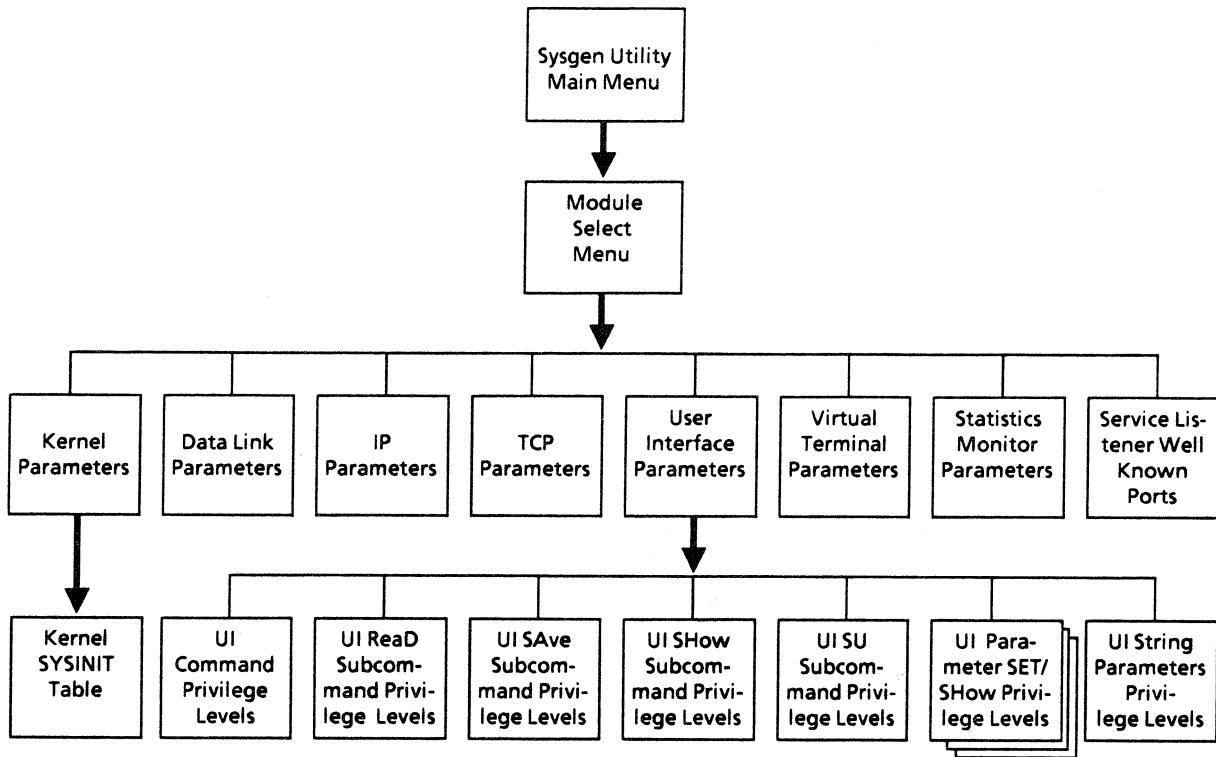 Sysgen Utility
Main Menu
Module
Select
Menu
Kernel
Parameters
Data Link
Parameters
IP
Parameters
TCP
Parameters
User
Interface
Parameters
Virtual
Terminal
Parameters
Statistics
Monitor
Parameters
Service Lis-
tener Well
Known
Ports
Kernel
SYSINIT
Table
UI
Command
Privilege
Levels
UI ReaD
Subcom-
mand Privi-
lege Levels
UI SAve
Subcom-
mand Privi-
lege Levels
UI SHow
Subcom-
mand Privi-
lege Levels
UI SU
Subcom-
mand Privi-
lege Levels
UI Para-
meter SET/
SHow Privi-
lege Levels
UI String
Parameters
Privi-
lege Levels